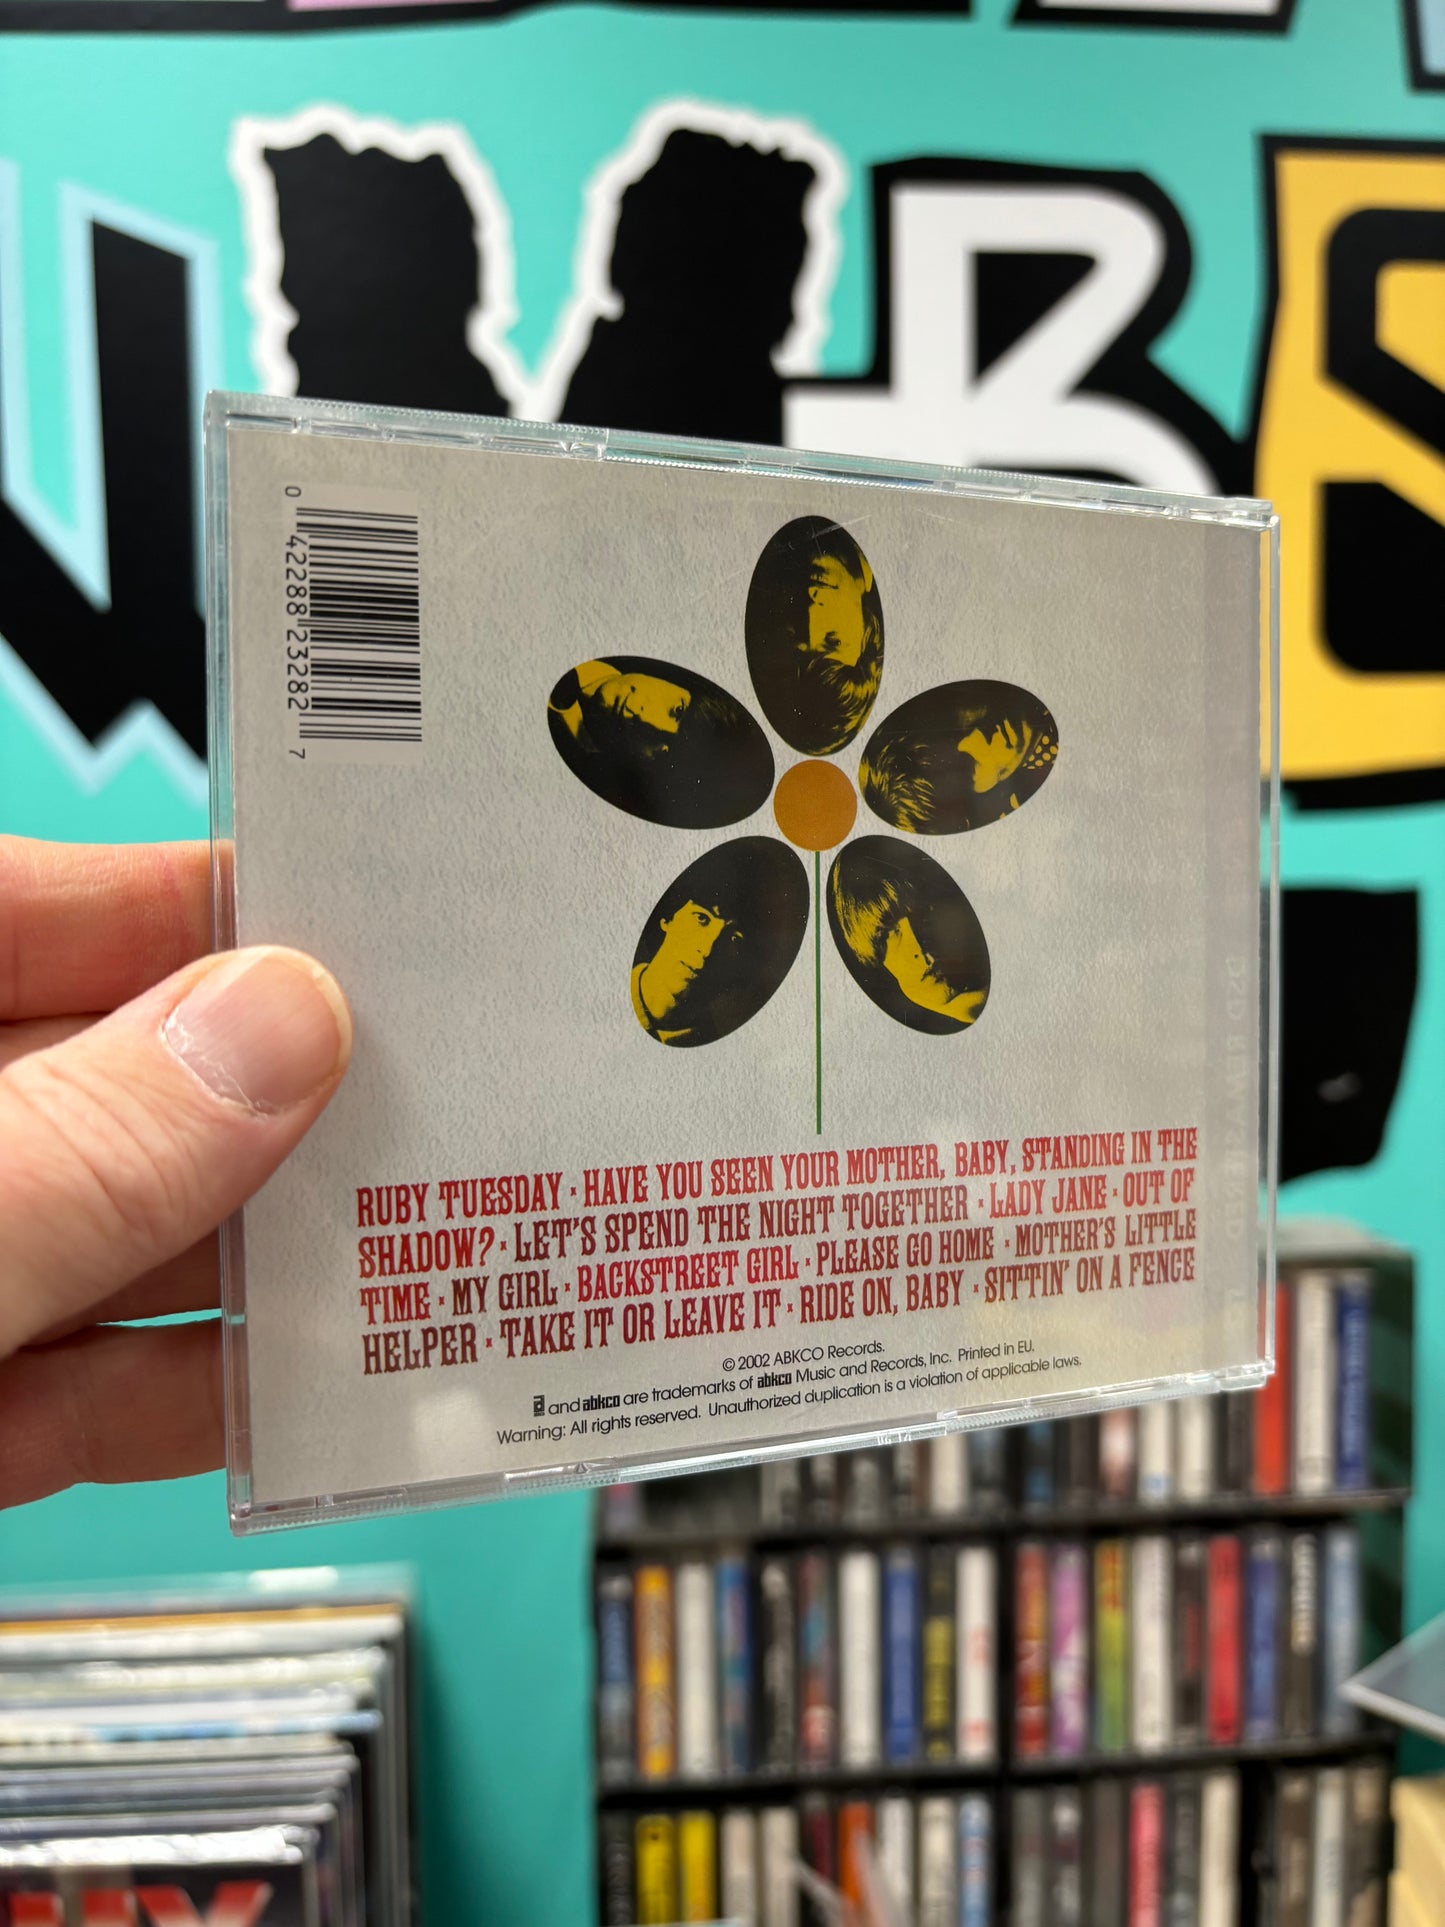 0 42288 23282 7
RUBY TUESDAY · HAVE YOU SEEN YOUR MOTHER, BABY, STANDING IN THE
SHADOW? · LET'S SPEND THE NIGHT TOGETHER · LADY JANE · OUT OF
TIME · MY GIRL · BACKSTREET GIRL · PLEASE GO HOME · MOTHER'S LITTLE
HELPER · TAKE IT OR LEAVE IT · RIDE ON, BABY · SITTIN' ON A FENCE
© 2002 ABKCO Records.
a and abkco are trademarks of abkco Music and Records, Inc. Printed in EU.
Warning: All rights reserved. Unauthorized duplication is a violation of applicable laws.